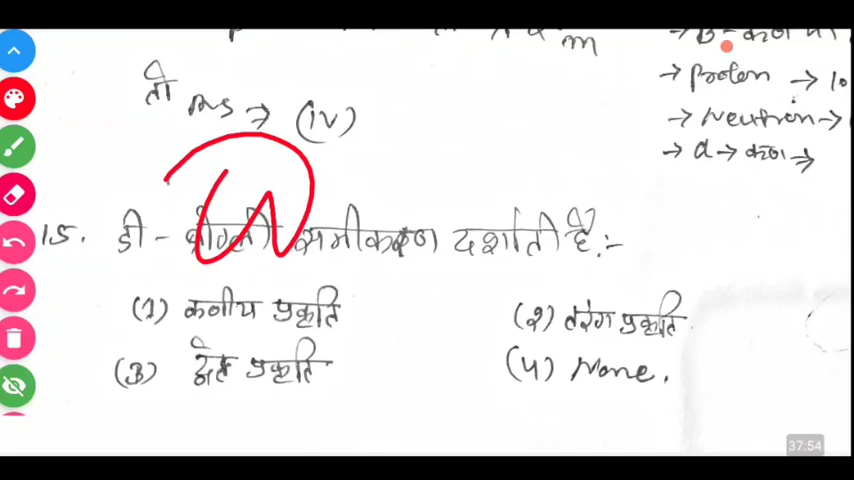 m
→ β-कण
→ Proton → 10
→ Neutron →
→ α → कण →
तो Ans → (iv)
15. डी-ब्रोग्ली समीकरण दर्शाती है:-
(1) कणीय प्रकृति (2) तरंग प्रकृति
(3) द्वैत प्रकृति (4) None.
37:54